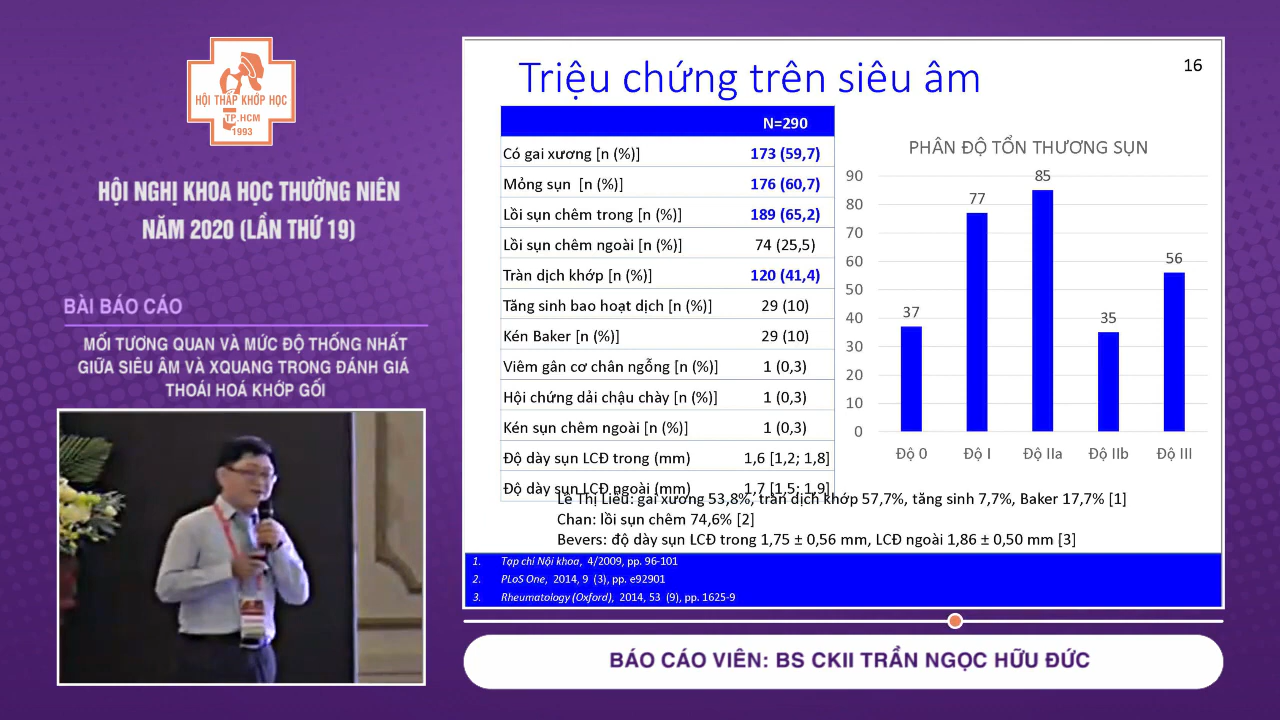 HỘI THẤP KHỚP HỌC
TP.HCM
1993
HỘI NGHỊ KHOA HỌC THƯỜNG NIÊN
NĂM 2020 (LẦN THỨ 19)
BÀI BÁO CÁO
MỐI TƯƠNG QUAN VÀ MỨC ĐỘ THỐNG NHẤT
GIỮA SIÊU ÂM VÀ XQUANG TRONG ĐÁNH GIÁ
THOÁI HOÁ KHỚP GỐI
16
Triệu chứng trên siêu âm
N=290
Có gai xương [n (%)] 173 (59,7)
Mỏng sụn [n (%)] 176 (60,7)
Lồi sụn chêm trong [n (%)] 189 (65,2)
Lồi sụn chêm ngoài [n (%)] 74 (25,5)
Tràn dịch khớp [n (%)] 120 (41,4)
Tăng sinh bao hoạt dịch [n (%)] 29 (10)
Kén Baker [n (%)] 29 (10)
Viêm gân cơ chân ngỗng [n (%)] 1 (0,3)
Hội chứng dải chậu chày [n (%)] 1 (0,3)
Kén sụn chêm ngoài [n (%)] 1 (0,3)
Độ dày sụn LCĐ trong (mm) 1,6 [1,2; 1,8]
Độ dày sụn LCĐ ngoài (mm) 1,7 [1,5; 1,9]
PHÂN ĐỘ TỔN THƯƠNG SỤN
90
80
70
60
50
40
30
20
10
0
37
77
85
35
56
Độ 0 Độ I Độ IIa Độ IIb Độ III
Lê Thị Liễu: gai xương 53,8%, tràn dịch khớp 57,7%, tăng sinh 7,7%, Baker 17,7% [1]
Chan: lồi sụn chêm 74,6% [2]
Bevers: độ dày sụn LCĐ trong 1,75 ± 0,56 mm, LCĐ ngoài 1,86 ± 0,50 mm [3]
1. Tạp chí Nội khoa, 4/2009, pp. 96-101
2. PLoS One, 2014, 9 (3), pp. e92901
3. Rheumatology (Oxford), 2014, 53 (9), pp. 1625-9
BÁO CÁO VIÊN: BS CKII TRẦN NGỌC HỮU ĐỨC